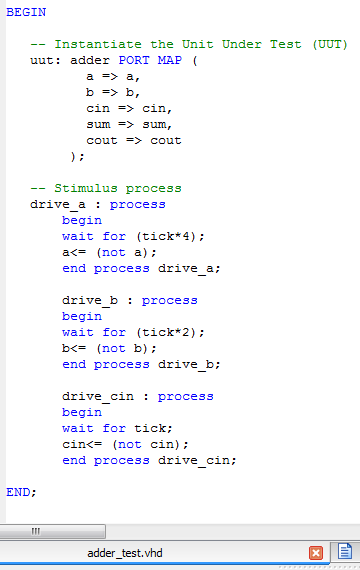 BEGIN
-- Instantiate the Unit Under Test (UUT)
uut: adder PORT MAP (
a => a,
b => b,
cin => cin,
sum => sum,
cout => cout
);
-- Stimulus process
drive_a : process
begin
wait for (tick*4);
a<= (not a);
end process drive_a;
drive_b : process
begin
wait for (tick*2);
b<= (not b);
end process drive_b;
drive_cin : process
begin
wait for tick;
cin<= (not cin);
end process drive_cin;
END;
adder_test.vhd